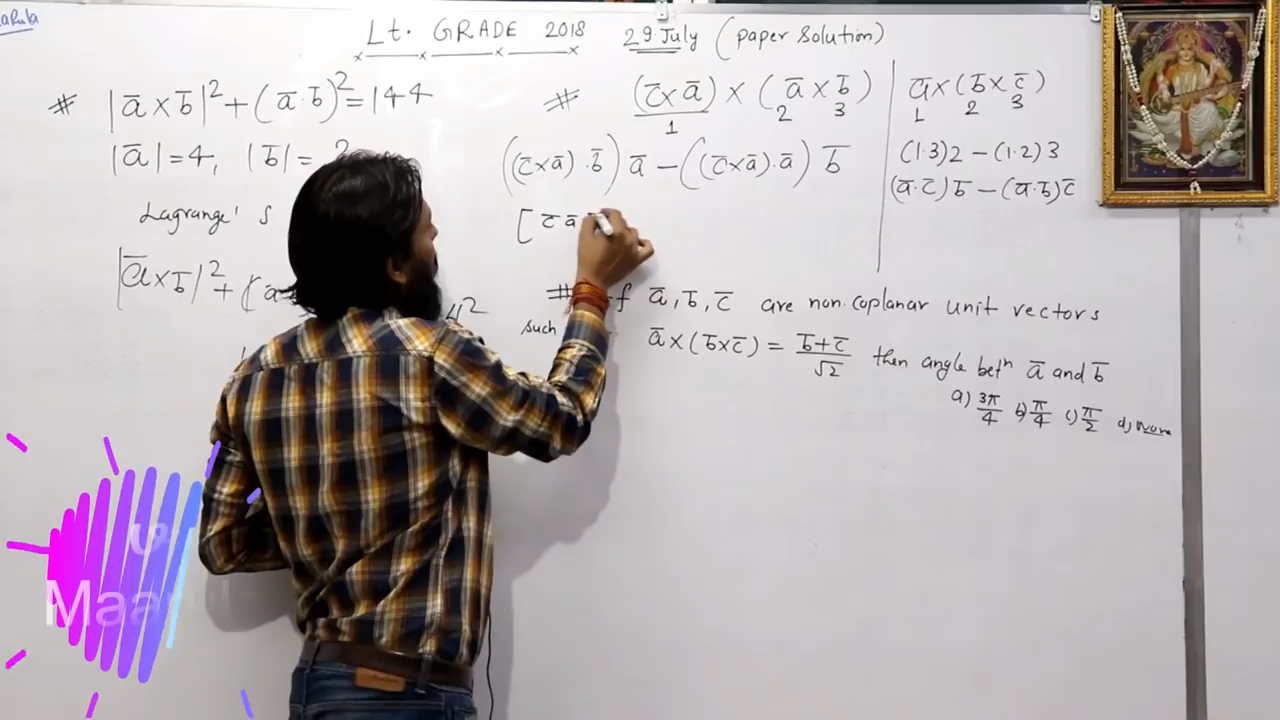 Lt. GRADE 2018 29 July (paper solution)
# |a̅ × b̅|² + (a̅·b̅)² = 144
|a̅| = 4, |b̅| =
Lagrange's
|a̅ × b̅|² + (a̅
# (c̅ × a̅) × (a̅ × b̅)
1 2 3
((c̅ × a̅)·b̅) a̅ − ((c̅ × a̅)·a̅) b̅
[c̅ a̅
a̅ × (b̅ × c̅)
1 2 3
(1·3)2 − (1·2)3
(a̅·c̅)b̅ − (a̅·b̅)c̅
# If a̅, b̅, c̅ are non.coplanar unit vectors
such a̅ × (b̅ × c̅) = (b̅ + c̅)/√2 then angle betⁿ a̅ and b̅
a) 3π/4 b) π/4 c) π/2 d) None